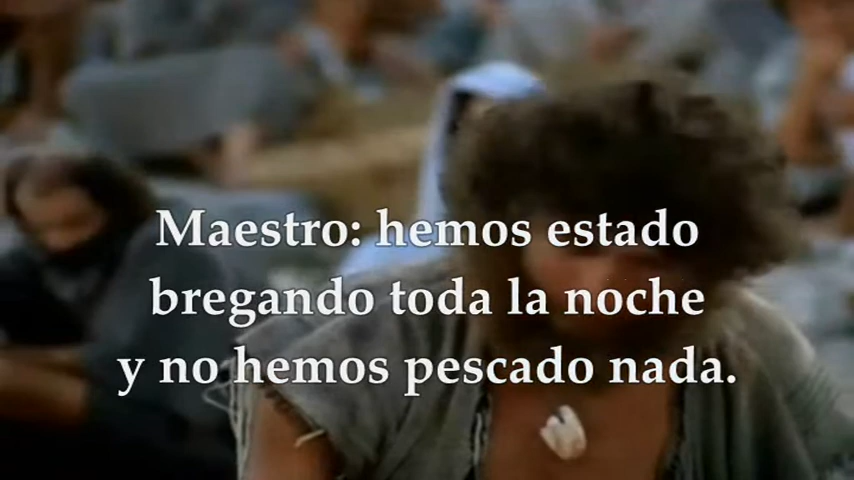 Maestro: hemos estado
bregando toda la noche
y no hemos pescado nada.